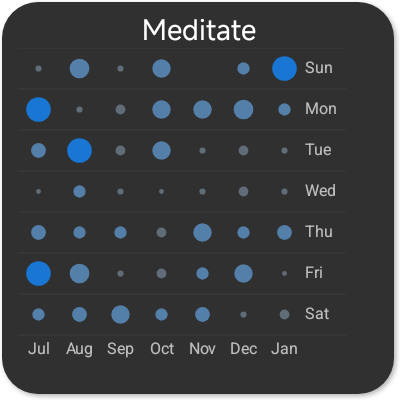 Meditate
Sun
Mon
Tue
Wed
Thu
Fri
Sat
Jul Aug Sep Oct Nov Dec Jan